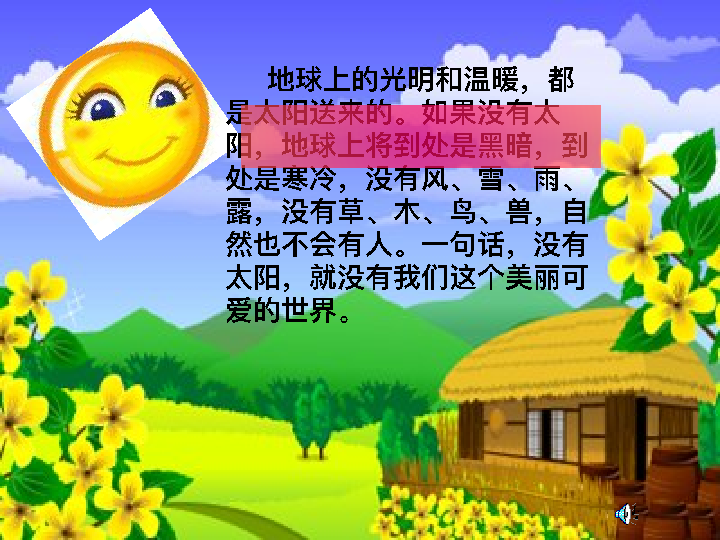 地球上的光明和温暖，都
是太阳送来的。如果没有太
阳，地球上将到处是黑暗，到
处是寒冷，没有风、雪、雨、
露，没有草、木、鸟、兽，自
然也不会有人。一句话，没有
太阳，就没有我们这个美丽可
爱的世界。